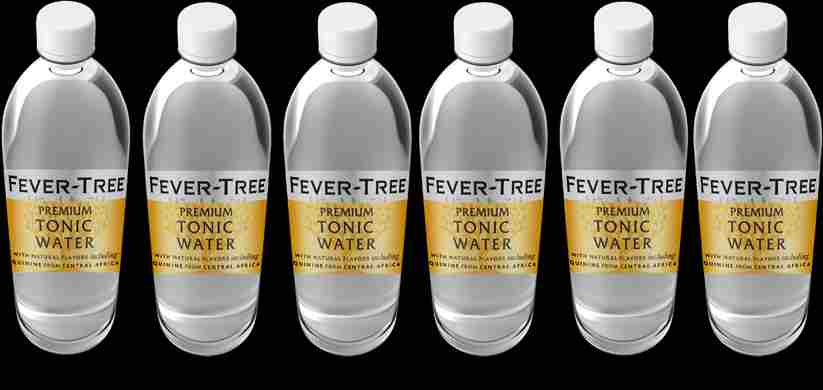 FEVER-TREE FEVER-TREE FEVER-TREE FEVER-TREE FEVER-TREE FEVER-TREE
PREMIUM PREMIUM PREMIUM PREMIUM PREMIUM PREMIUM
TONIC TONIC TONIC TONIC TONIC TONIC
WATER WATER WATER WATER WATER WATER
WITH NATURAL FLAVORS including WITH NATURAL FLAVORS including WITH NATURAL FLAVORS including WITH NATURAL FLAVORS including WITH NATURAL FLAVORS including WITH NATURAL FLAVORS including
QUININE FROM CENTRAL AFRICA QUININE FROM CENTRAL AFRICA QUININE FROM CENTRAL AFRICA QUININE FROM CENTRAL AFRICA QUININE FROM CENTRAL AFRICA QUININE FROM CENTRAL AFRICA